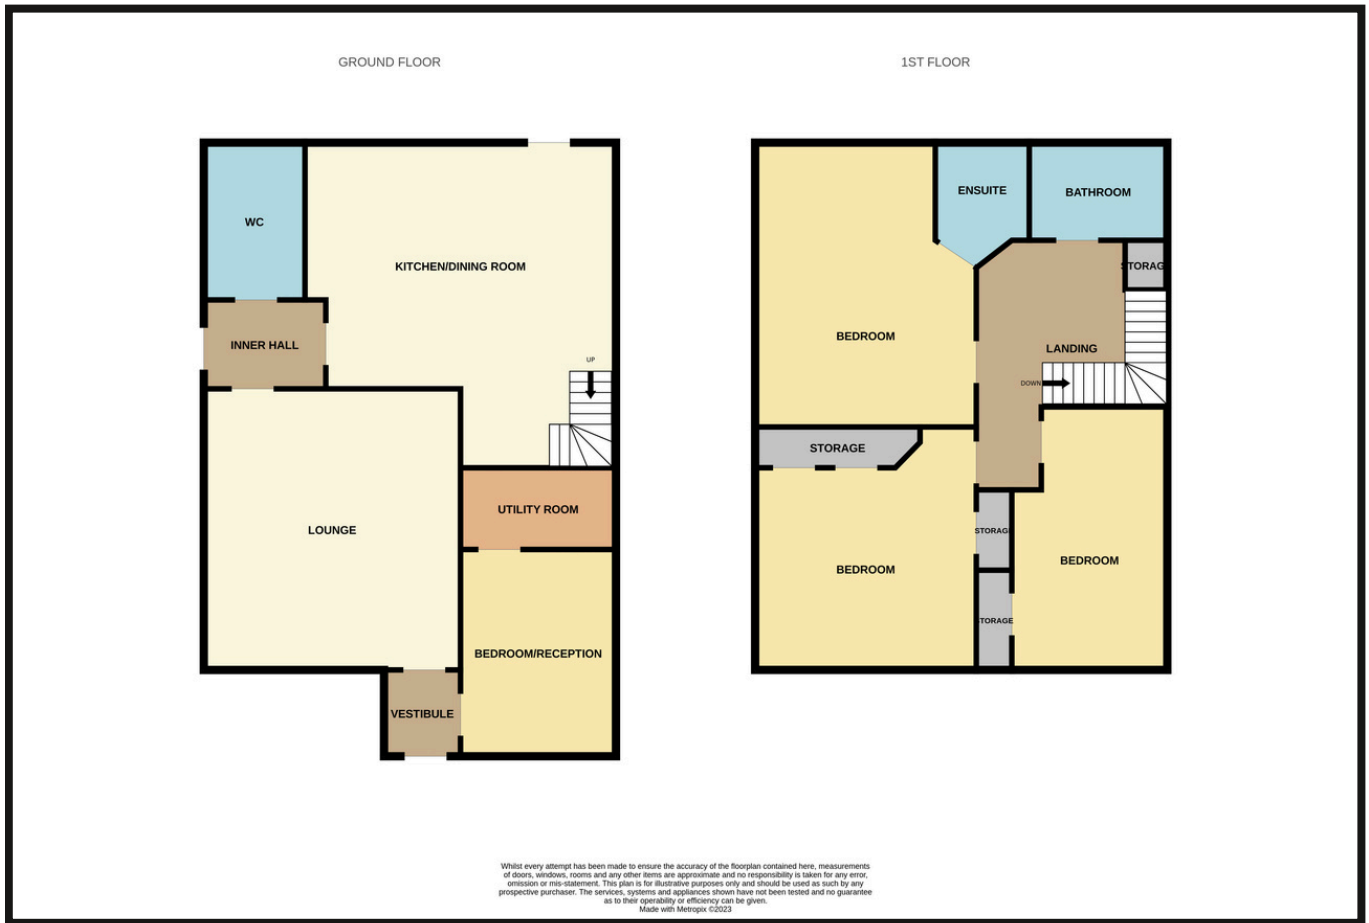 GROUND FLOOR
1ST FLOOR
WC
KITCHEN/DINING ROOM
INNER HALL
UP
LOUNGE
UTILITY ROOM
BEDROOM/RECEPTION
VESTIBULE
ENSUITE
BATHROOM
STORAG
BEDROOM
LANDING
DOWN
STORAGE
BEDROOM
STORAGE
BEDROOM
STORAGE
Whilst every attempt has been made to ensure the accuracy of the floorplan contained here, measurements
of doors, windows, rooms and any other items are approximate and no responsibility is taken for any error,
omission or mis-statement. This plan is for illustrative purposes only and should be used as such by any
prospective purchaser. The services, systems and appliances shown have not been tested and no guarantee
as to their operability or efficiency can be given.
Made with Metropix ©2023